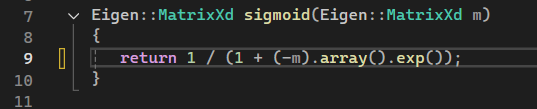 7 Eigen::MatrixXd sigmoid(Eigen::MatrixXd m)
8 {
9 return 1 / (1 + (-m).array().exp());
10 }
11